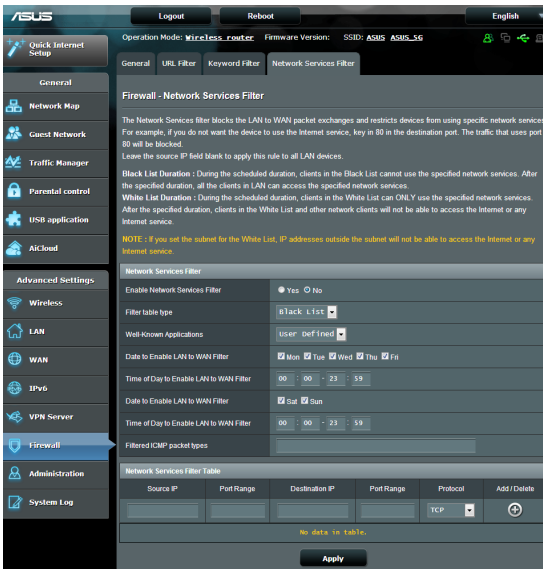 ASUS
Logout
Reboot
English
Quick Internet
Setup
Operation Mode: Wireless router Firmware Version: SSID: ASUS ASUS_5G
General
URL Filter
Keyword Filter
Network Services Filter
General
Network Map
Guest Network
Traffic Manager
Parental control
USB application
AiCloud
Advanced Settings
Wireless
LAN
WAN
IPv6
VPN Server
Firewall
Administration
System Log
Firewall - Network Services Filter
The Network Services filter blocks the LAN to WAN packet exchanges and restricts devices from using specific network services.
For example, if you do not want the device to use the Internet service, key in 80 in the destination port. The traffic that uses port
80 will be blocked.
Leave the source IP field blank to apply this rule to all LAN devices.
Black List Duration : During the scheduled duration, clients in the Black List cannot use the specified network services. After
the specified duration, all the clients in LAN can access the specified network services.
White List Duration : During the scheduled duration, clients in the White List can ONLY use the specified network services.
After the specified duration, clients in the White List and other network clients will not be able to access the Internet or any
Internet service.
NOTE : If you set the subnet for the White List, IP addresses outside the subnet will not be able to access the Internet or any
Internet service.
Network Services Filter
Enable Network Services Filter Yes No
Filter table type Black List
Well-Known Applications User Defined
Date to Enable LAN to WAN Filter Mon Tue Wed Thu Fri
Time of Day to Enable LAN to WAN Filter 00 : 00 - 23 : 59
Date to Enable LAN to WAN Filter Sat Sun
Time of Day to Enable LAN to WAN Filter 00 : 00 - 23 : 59
Filtered ICMP packet types
Network Services Filter Table
Source IP Port Range Destination IP Port Range Protocol Add / Delete
TCP
No data in table.
Apply